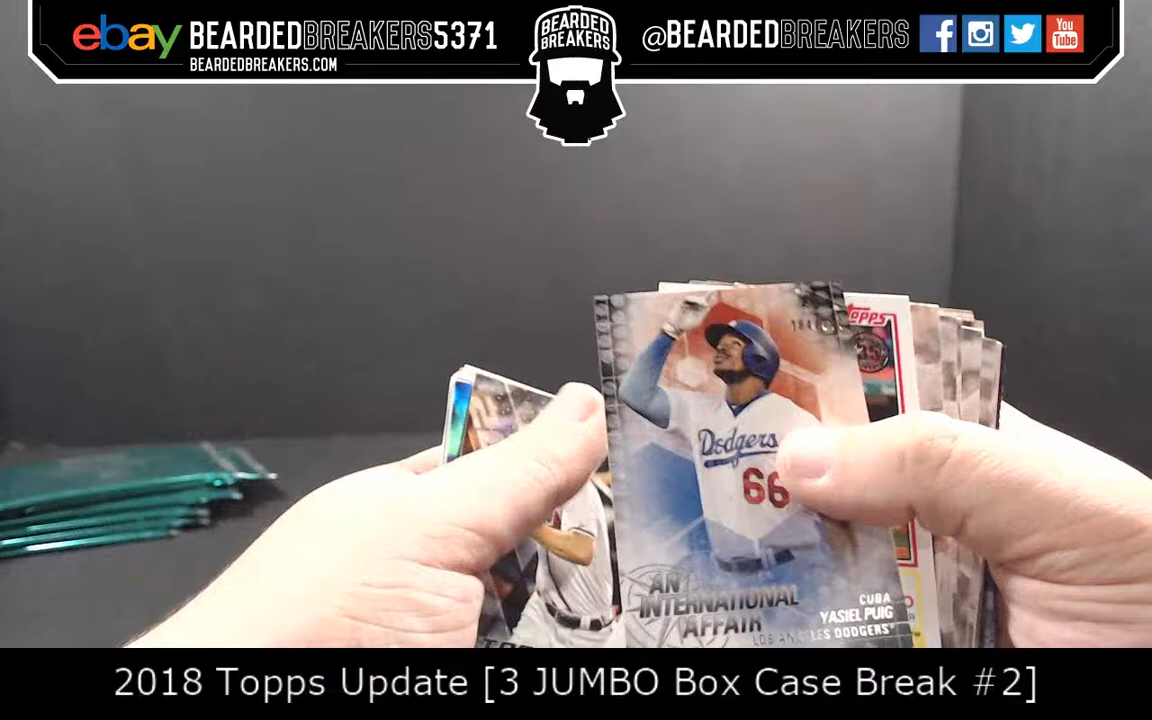 ebay BEARDEDBREAKERS5371
BEARDEDBREAKERS.COM
BEARDED
BREAKERS
@BEARDEDBREAKERS
You
Tube
TOPPS
35
Dodgers
66
AN
INTERNATIONAL
AFFAIR
CUBA
YASIEL PUIG
LOS ANGELES DODGERS
2018 Topps Update [3 JUMBO Box Case Break #2]